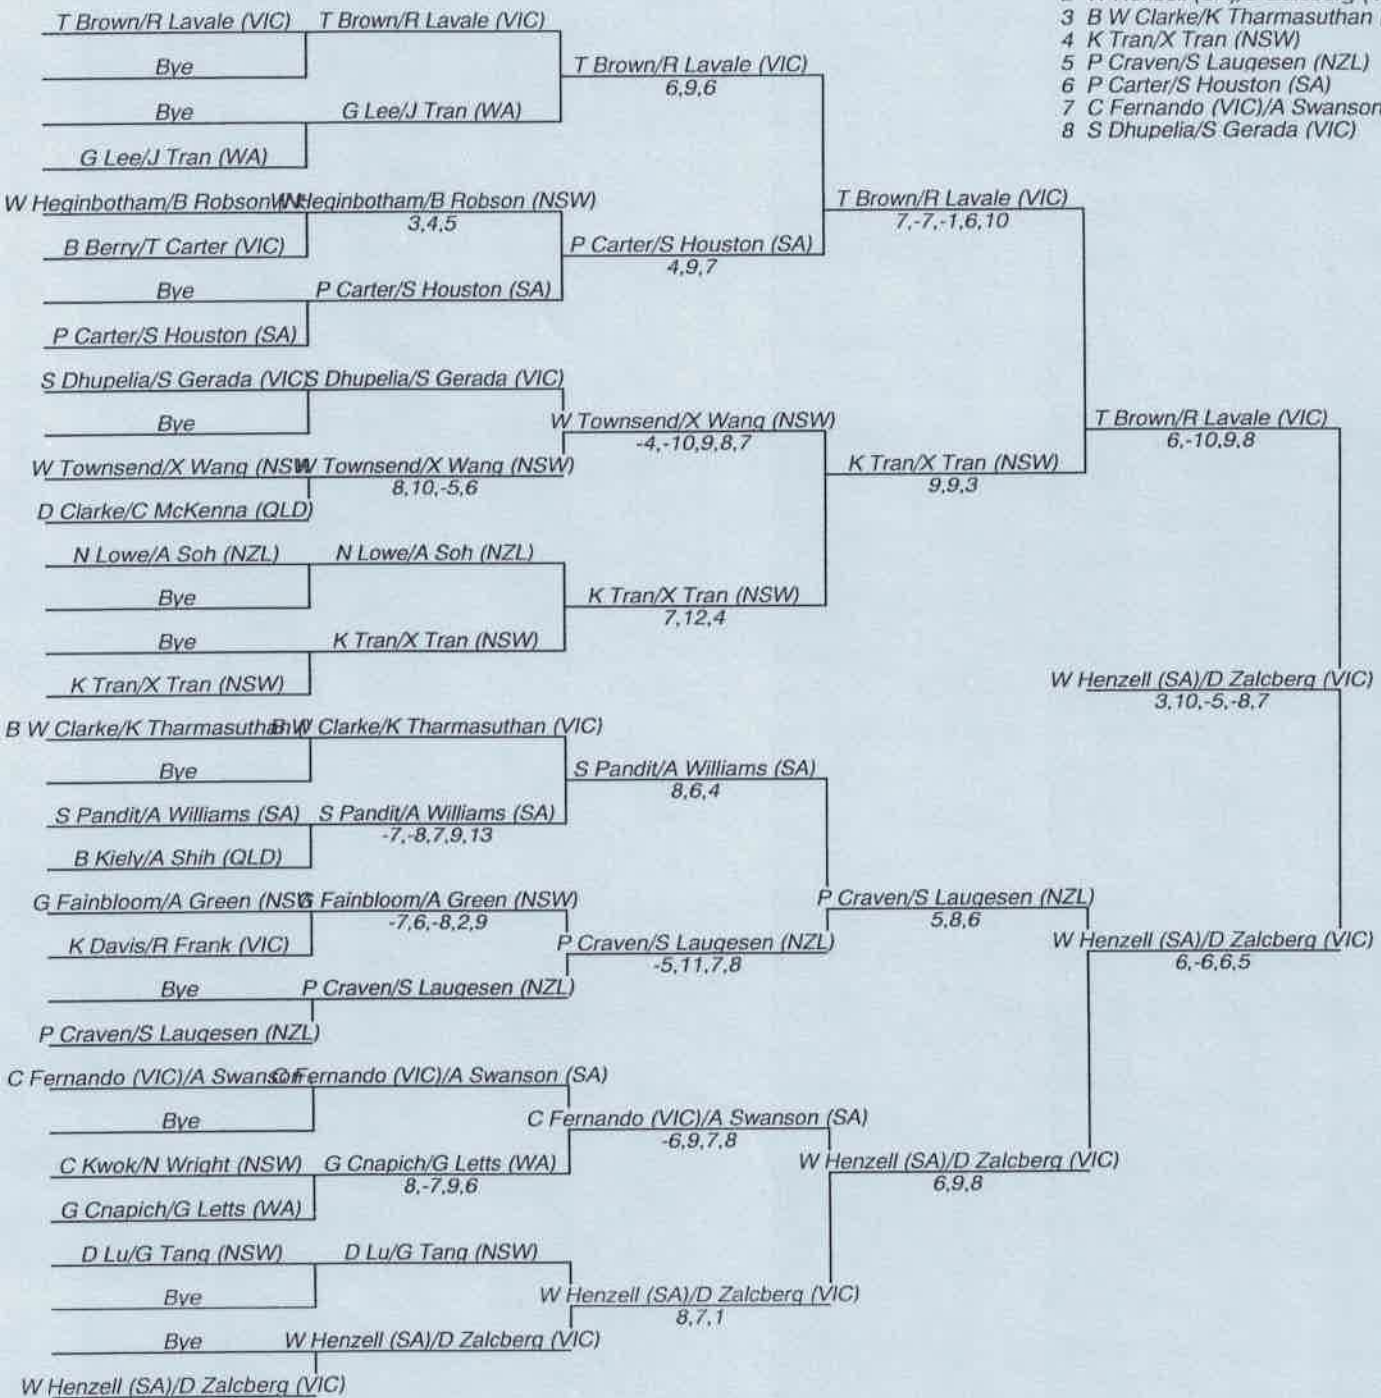 3 B W Clarke/K Tharmasuthan
4 K Tran/X Tran (NSW)
5 P Craven/S Laugesen (NZL)
6 P Carter/S Houston (SA)
7 C Fernando (VIC)/A Swanson
8 S Dhupelia/S Gerada (VIC)
T Brown/R Lavale (VIC) T Brown/R Lavale (VIC)
Bye T Brown/R Lavale (VIC)
6,9,6
Bye G Lee/J Tran (WA)
G Lee/J Tran (WA)
W Heginbotham/B Robson W Heginbotham/B Robson (NSW) T Brown/R Lavale (VIC)
3,4,5 7,-7,-1,6,10
B Berry/T Carter (VIC) P Carter/S Houston (SA)
4,9,7
Bye P Carter/S Houston (SA)
P Carter/S Houston (SA)
S Dhupelia/S Gerada (VIC) S Dhupelia/S Gerada (VIC)
Bye W Townsend/X Wang (NSW) T Brown/R Lavale (VIC)
-4,-10,9,8,7 6,-10,9,8
W Townsend/X Wang (NSW W Townsend/X Wang (NSW) K Tran/X Tran (NSW)
8,10,-5,6 9,9,3
D Clarke/C McKenna (QLD)
N Lowe/A Soh (NZL) N Lowe/A Soh (NZL)
Bye K Tran/X Tran (NSW)
7,12,4
Bye K Tran/X Tran (NSW)
K Tran/X Tran (NSW) W Henzell (SA)/D Zalcberg (VIC)
3,10,-5,-8,7
B W Clarke/K Tharmasuthan B W Clarke/K Tharmasuthan (VIC)
Bye S Pandit/A Williams (SA)
8,6,4
S Pandit/A Williams (SA) S Pandit/A Williams (SA)
-7,-8,7,9,13
B Kiely/A Shih (QLD)
G Fainbloom/A Green (NSW G Fainbloom/A Green (NSW) P Craven/S Laugesen (NZL)
-7,6,-8,2,9 5,8,6
K Davis/R Frank (VIC) P Craven/S Laugesen (NZL) W Henzell (SA)/D Zalcberg (VIC)
-5,11,7,8 6,-6,6,5
Bye P Craven/S Laugesen (NZL)
P Craven/S Laugesen (NZL)
C Fernando (VIC)/A Swanson C Fernando (VIC)/A Swanson (SA)
Bye C Fernando (VIC)/A Swanson (SA)
-6,9,7,8
C Kwok/N Wright (NSW) G Cnapich/G Letts (WA) W Henzell (SA)/D Zalcberg (VIC)
8,-7,9,6 6,9,8
G Cnapich/G Letts (WA)
D Lu/G Tang (NSW) D Lu/G Tang (NSW)
Bye W Henzell (SA)/D Zalcberg (VIC)
8,7,1
Bye W Henzell (SA)/D Zalcberg (VIC)
W Henzell (SA)/D Zalcberg (VIC)